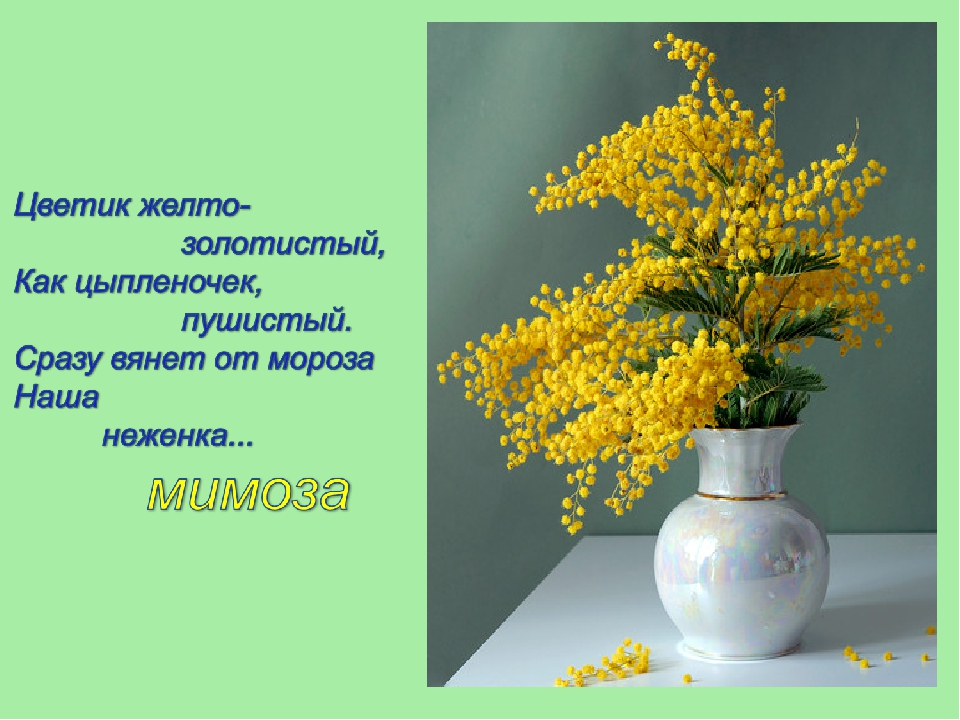 Цветик желто-
золотистый,
Как цыпленочек,
пушистый.
Сразу вянет от мороза
Наша
неженка...
мимоза